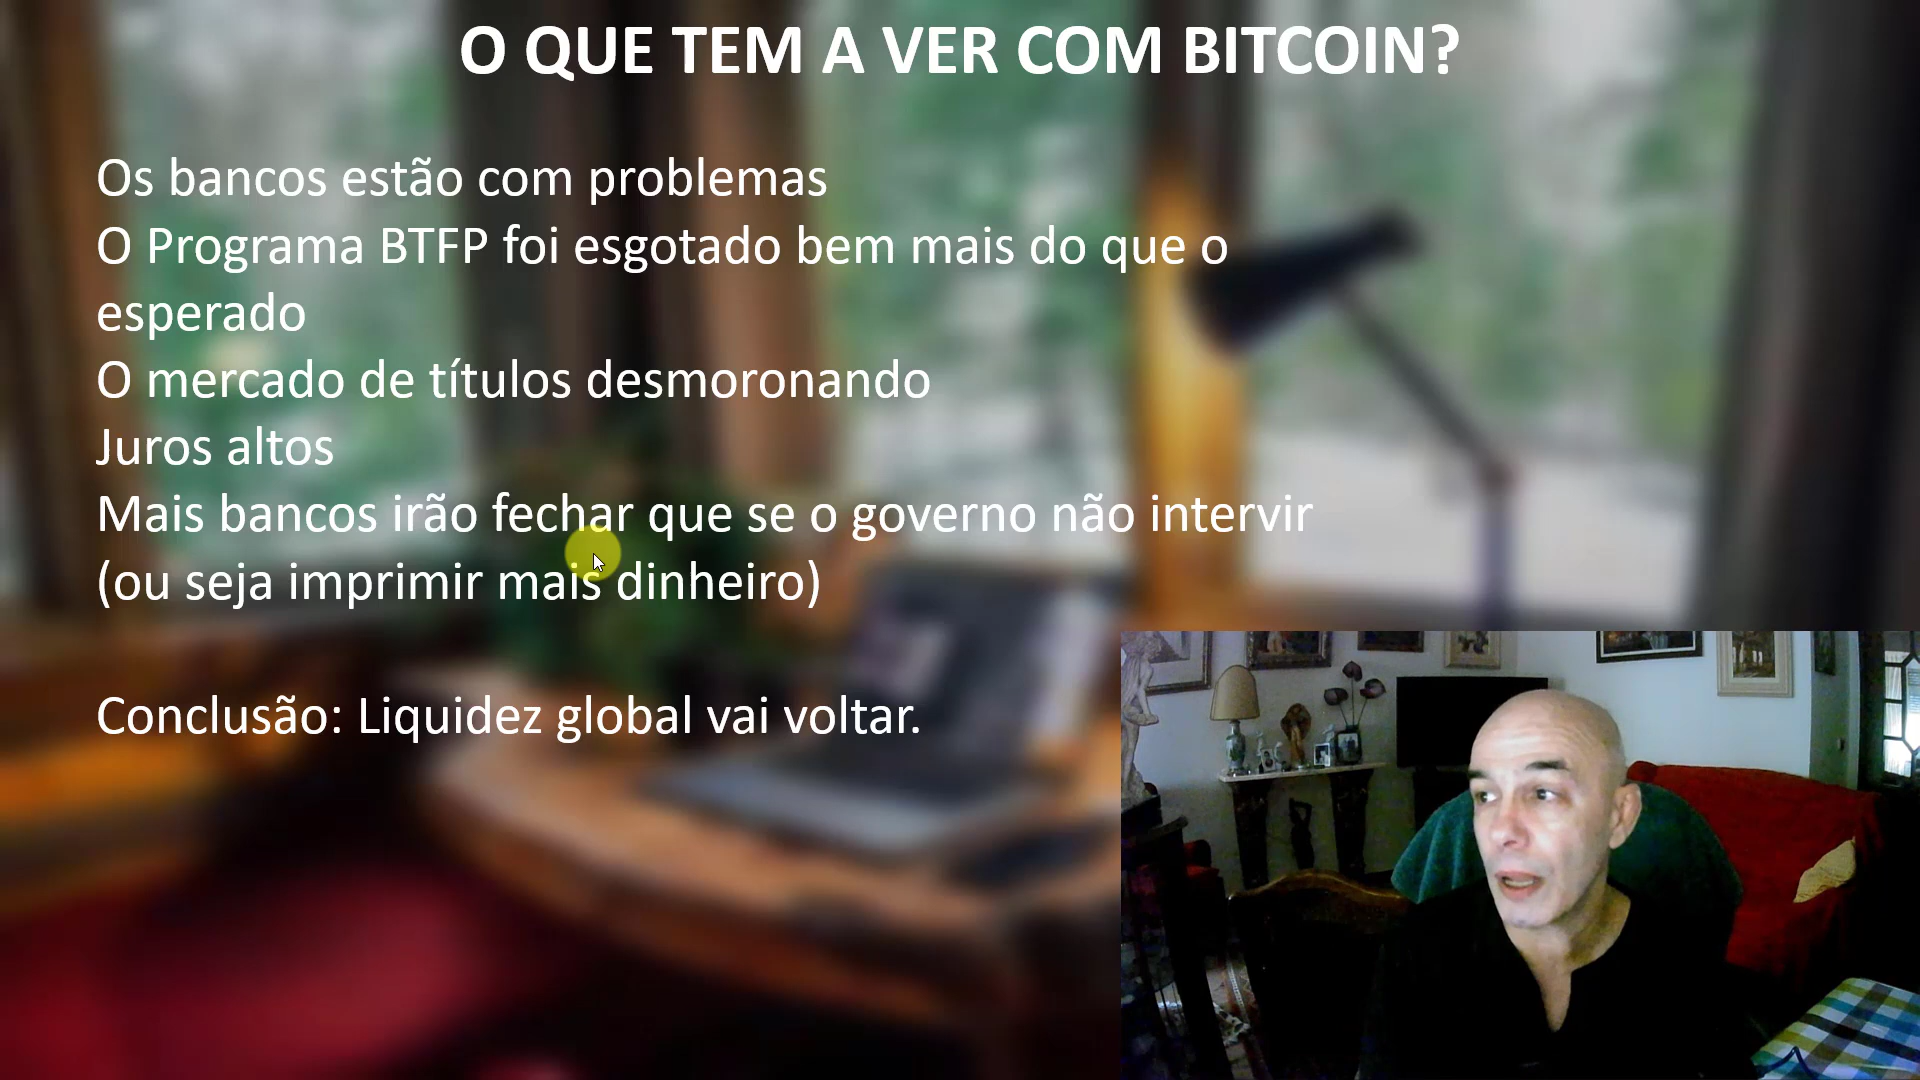 O QUE TEM A VER COM BITCOIN?
Os bancos estão com problemas
O Programa BTFP foi esgotado bem mais do que o
esperado
O mercado de títulos desmoronando
Juros altos
Mais bancos irão fechar que se o governo não intervir
(ou seja imprimir mais dinheiro)
Conclusão: Liquidez global vai voltar.